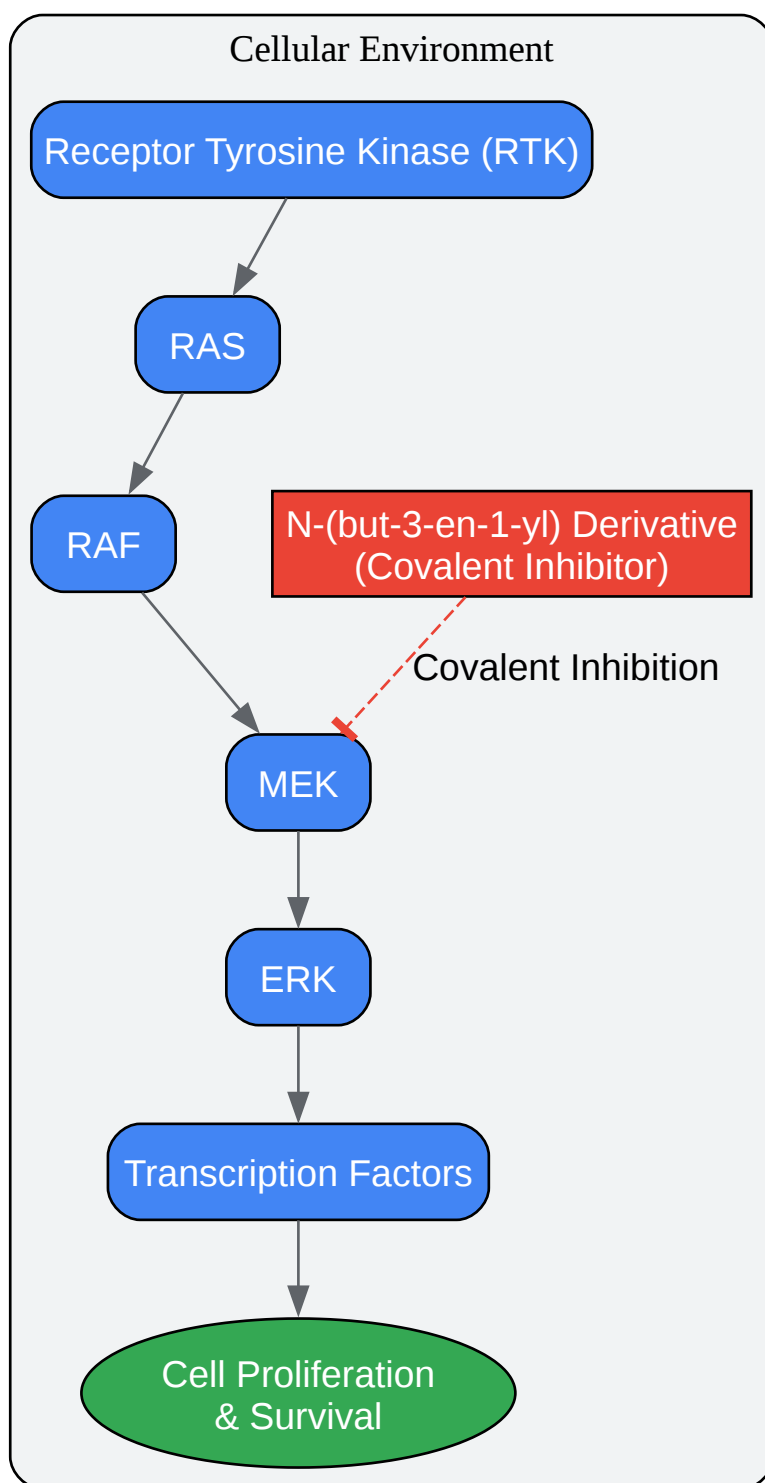 Cellular Environment
Receptor Tyrosine Kinase (RTK)
RAS
RAF
N-(but-3-en-1-yl) Derivative
(Covalent Inhibitor)
Covalent Inhibition
MEK
ERK
Transcription Factors
Cell Proliferation
& Survival